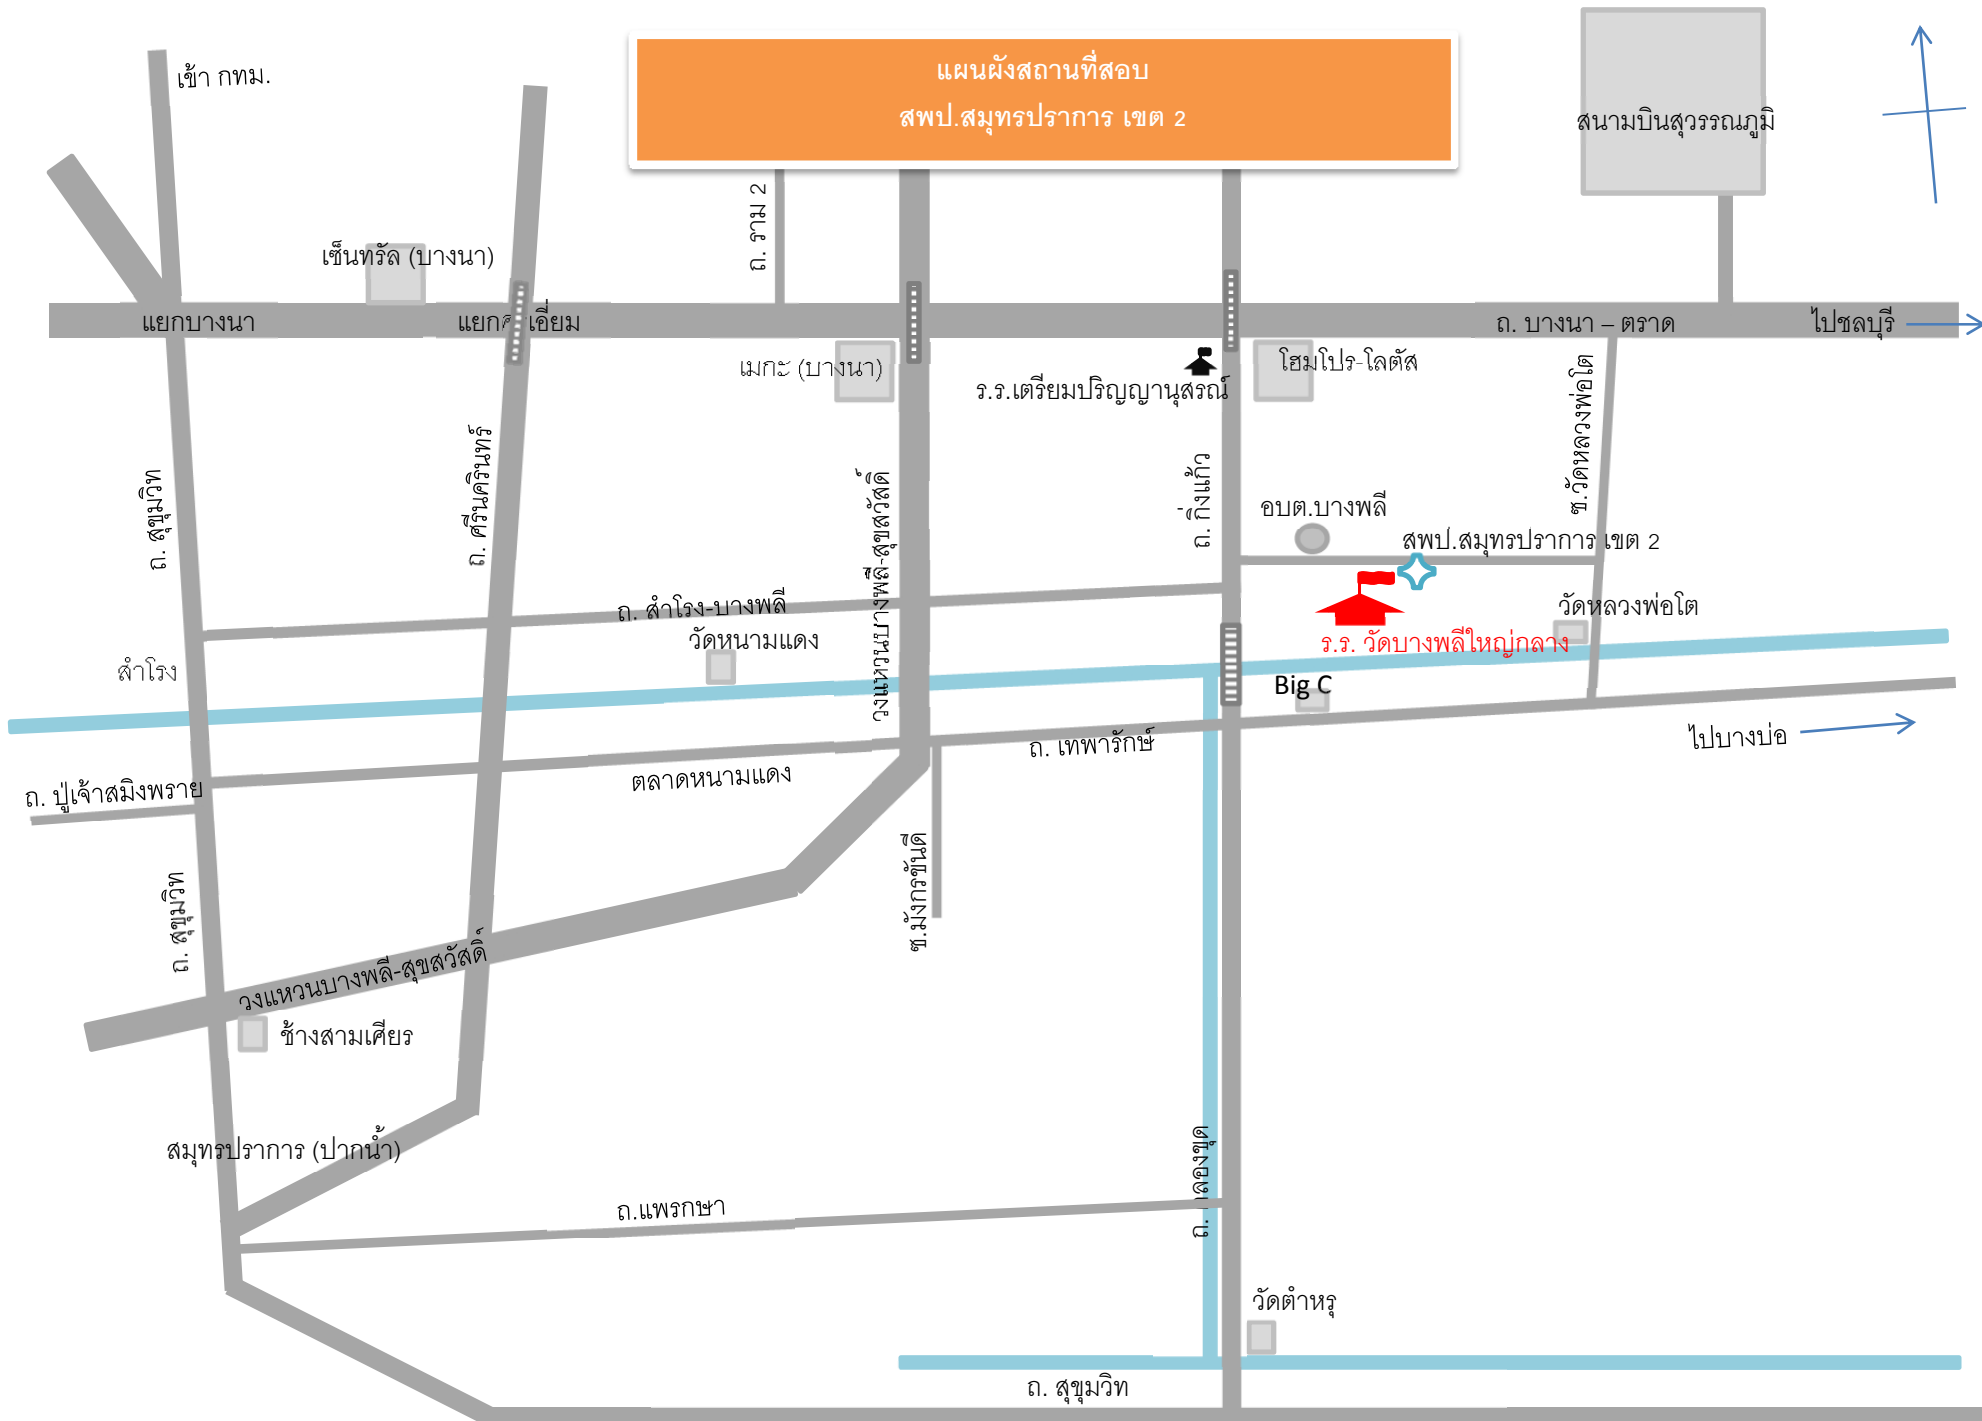 แผนผังสถานที่สอบ
สพป.สมุทรปราการ เขต 2
เข้า กทม.
สนามบินสุวรรณภูมิ
ถ. ราม 2
เซ็นทรัล (บางนา)
แยกบางนา
แยก เอี่ยม
ถ. บางนา – ตราด
ไปชลบุรี
เมกะ (บางนา)
ร.ร.เตรียมปริญญานุสรณ์
โฮมโปร-โลตัส
ซ.วัดหลวงพ่อโต
ถ. สุขุมวิท
ถ. ศรีนครินทร์
วงแหวนบางพลี-สุขสวัสดิ์
ถ. กิ่งแก้ว
อบต.บางพลี
สพป.สมุทรปราการ เขต 2
ถ. สำโรง-บางพลี
วัดหนามแดง
วัดหลวงพ่อโต
ร.ร. วัดบางพลีใหญ่กลาง
สำโรง
Big C
ถ. เทพารักษ์
ไปบางบ่อ
ตลาดหนามแดง
ถ. ปู่เจ้าสมิงพราย
ซ.มังกรขันดี
ถ. สุขุมวิท
วงแหวนบางพลี-สุขสวัสดิ์
ช้างสามเศียร
สมุทรปราการ (ปากน้ำ)
ถ.แพรกษา
ถ. ลองขุด
วัดตำหรุ
ถ. สุขุมวิท